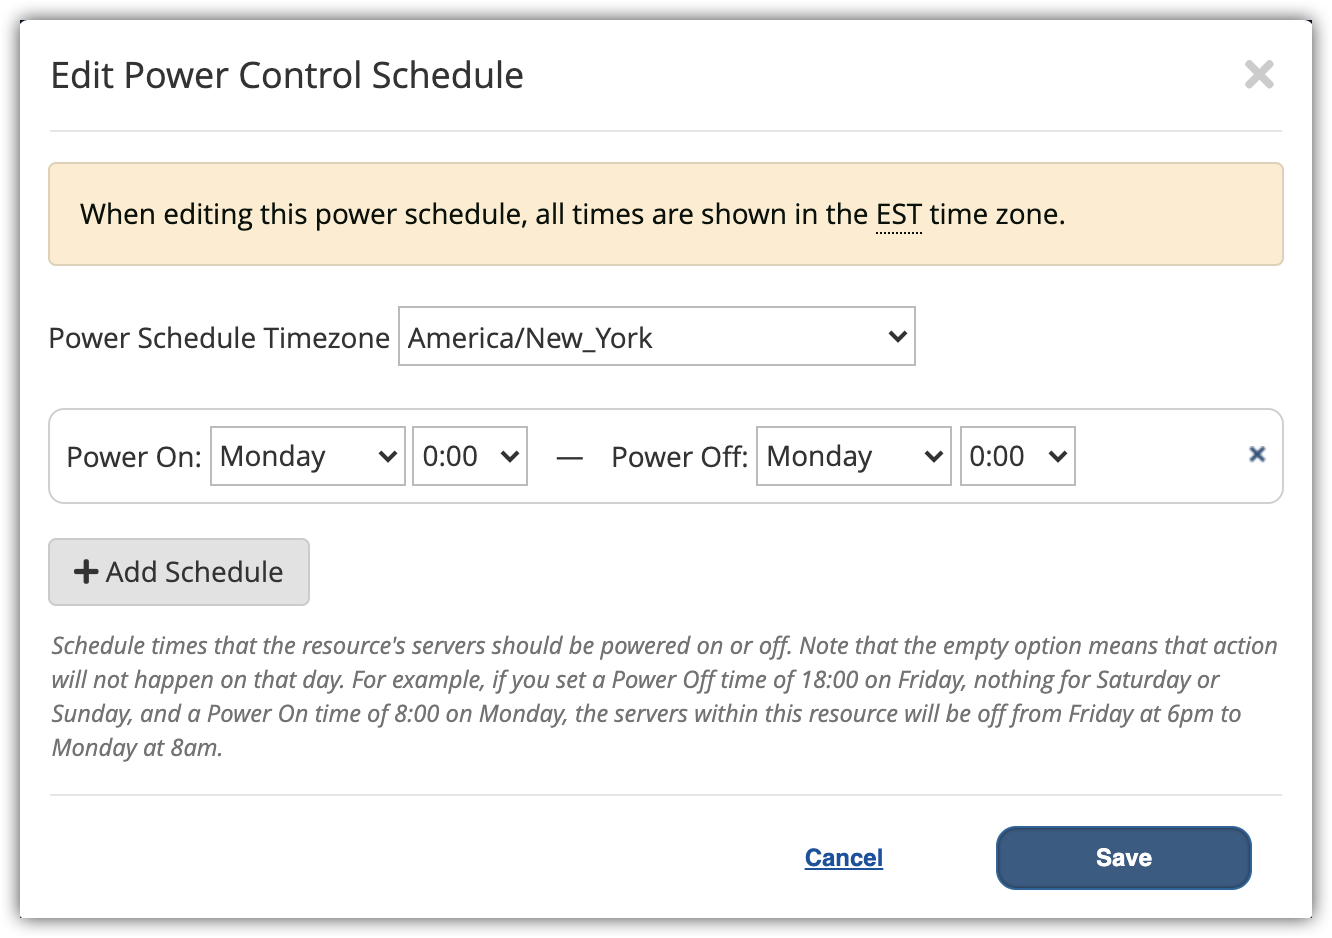 Edit Power Control Schedule
When editing this power schedule, all times are shown in the EST time zone.
Power Schedule Timezone America/New_York
Power On: Monday 0:00 — Power Off: Monday 0:00
Add Schedule
Schedule times that the resource's servers should be powered on or off. Note that the empty option means that action
will not happen on that day. For example, if you set a Power Off time of 18:00 on Friday, nothing for Saturday or
Sunday, and a Power On time of 8:00 on Monday, the servers within this resource will be off from Friday at 6pm to
Monday at 8am.
Cancel Save